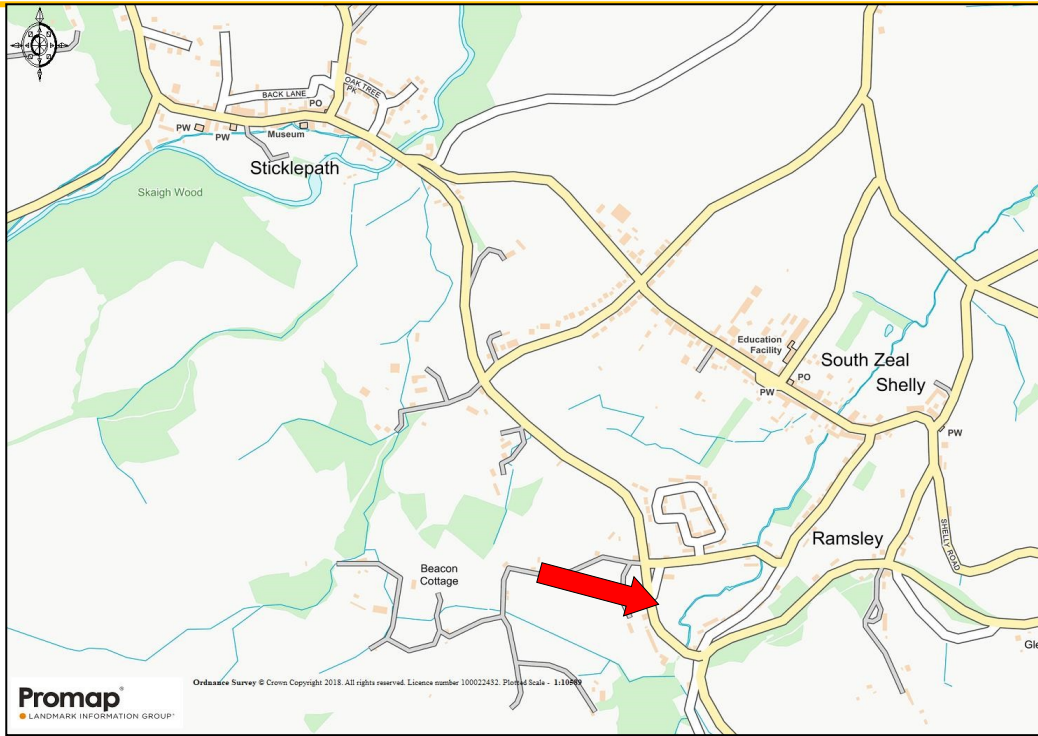 BACK LANE
OAK TREE
PK
PO
PW
PW
Museum
Sticklepath
Skaigh Wood
Education
Facility
South Zeal
PO
Shelly
PW
PW
SHELLY ROAD
Ramsley
Beacon
Cottage
Gle
Ordnance Survey © Crown Copyright 2018. All rights reserved. Licence number 100022432. Plotted Scale - 1:10589
Promap®
LANDMARK INFORMATION GROUP®